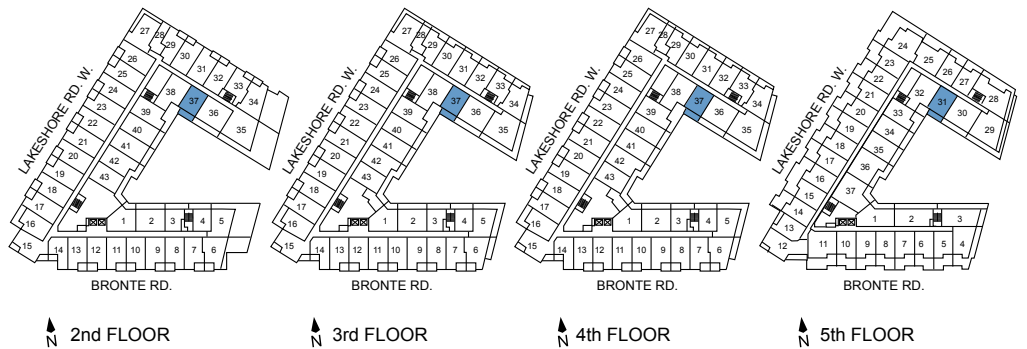 27 28 29 30 31 32 33 34
26 25 24 23 22 21 20 19 18 17 16 15
38 37 36 35
39 40 41 42 43
1 2 3 4 5
14 13 12 11 10 9 8 7 6
LAKESHORE RD. W.
BRONTE RD.
N 2nd FLOOR
27 28 29 30 31 32 33 34
26 25 24 23 22 21 20 19 18 17 16 15
38 37 36 35
39 40 41 42 43
1 2 3 4 5
14 13 12 11 10 9 8 7 6
LAKESHORE RD. W.
BRONTE RD.
N 3rd FLOOR
27 28 29 30 31 32 33 34
26 25 24 23 22 21 20 19 18 17 16 15
38 37 36 35
39 40 41 42 43
1 2 3 4 5
14 13 12 11 10 9 8 7 6
LAKESHORE RD. W.
BRONTE RD.
N 4th FLOOR
24 25 26 27 28
23 22 21 20 19 18 17 16 15 14 13 12
32 31 30 29
33 34 35 36 37
1 2 3
11 10 9 8 7 6 5 4
LAKESHORE RD. W.
BRONTE RD.
N 5th FLOOR